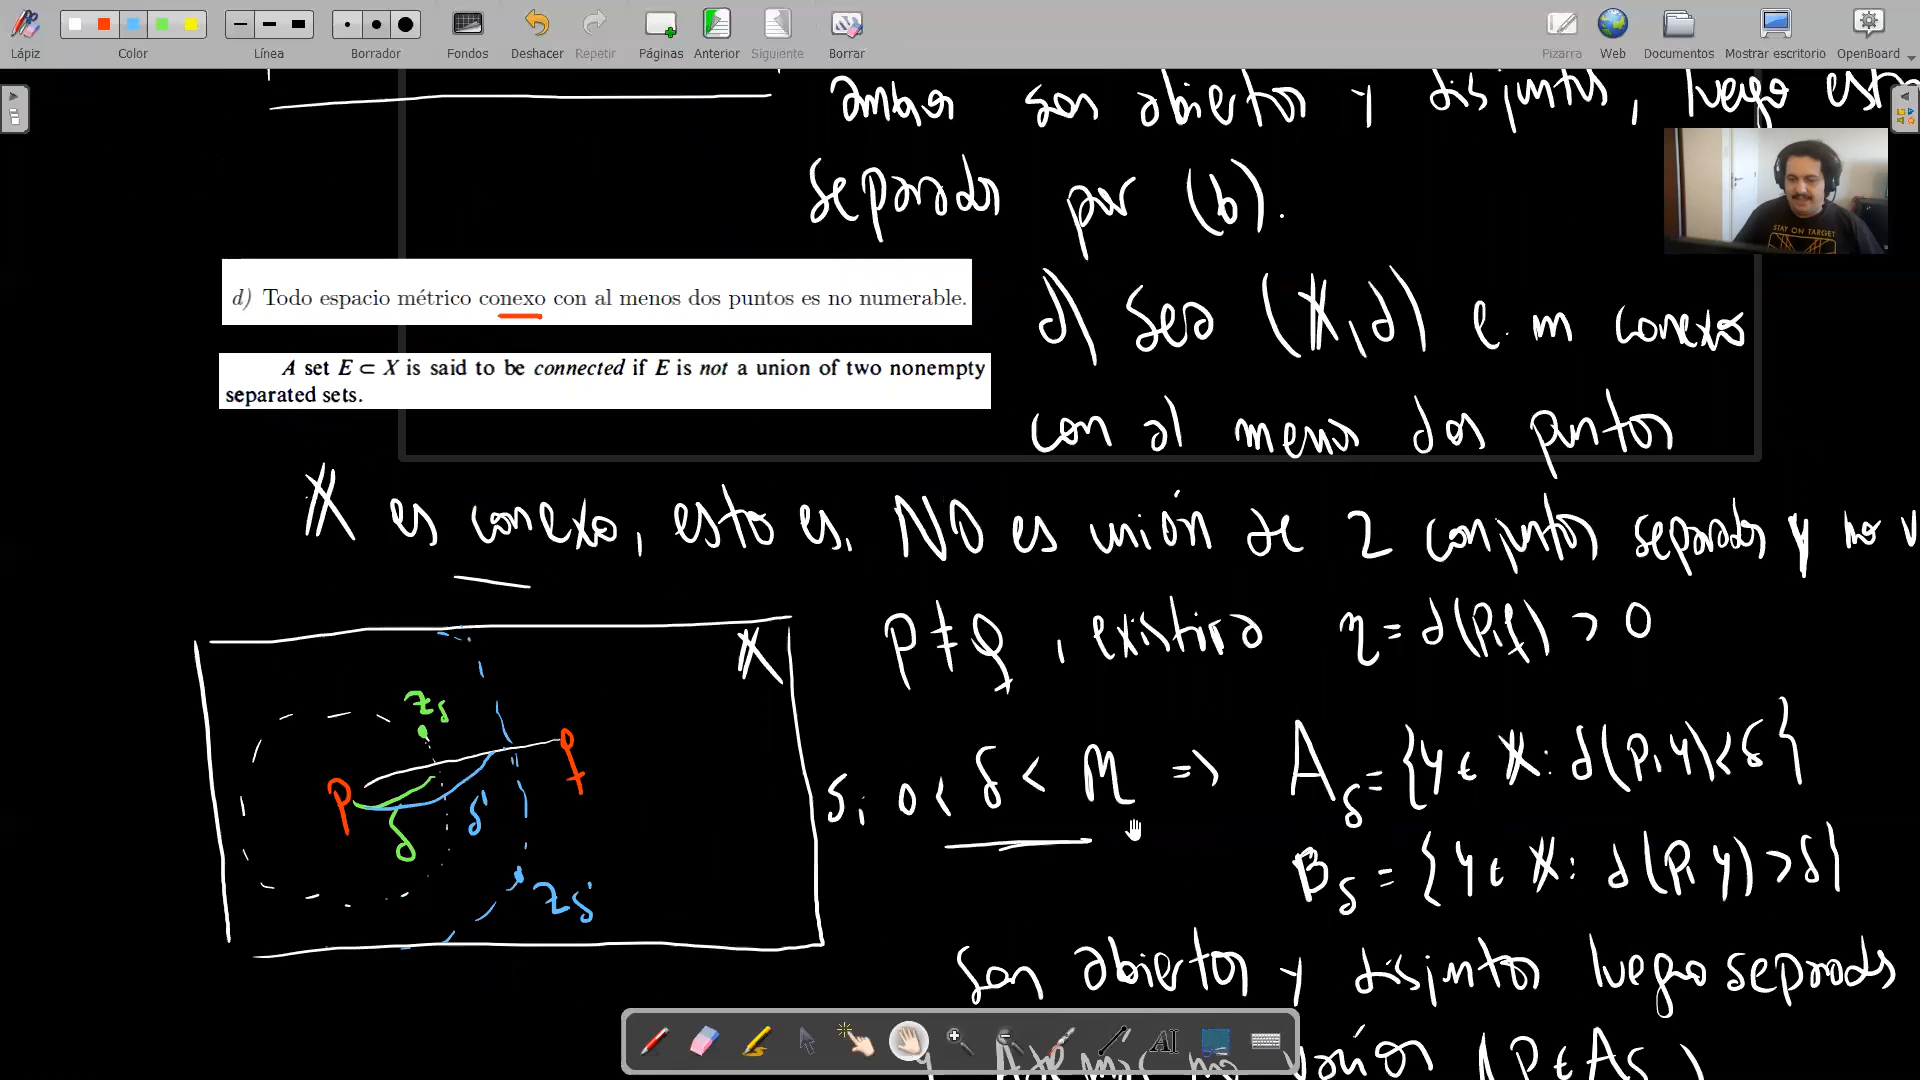 Lápiz Color Línea Borrador Fondos Deshacer Repetir Páginas Anterior Siguiente Borrar Pizarra Web Documentos Mostrar escritorio OpenBoard
ambos son abiertos y disjuntos, luego est
separados por (b).
STAY ON TARGET
d) Todo espacio métrico conexo con al menos dos puntos es no numerable.
d) Sea (X,d) e.m conexo
A set E ⊂ X is said to be connected if E is not a union of two nonempty
separated sets.
con al menos dos puntos
X es conexo, esto es, NO es unión de 2 conjuntos separados y no v
p ≠ q, existirá η = d(p,q) > 0
X
z_δ
p
q
δ
δ'
z_δ'
si 0 < δ < η => A_δ = {y ∈ X: d(p,y) < δ}
B_δ = {y ∈ X: d(p,y) > δ}
son abiertos y disjuntos luego separados
(p ∈ A_δ)